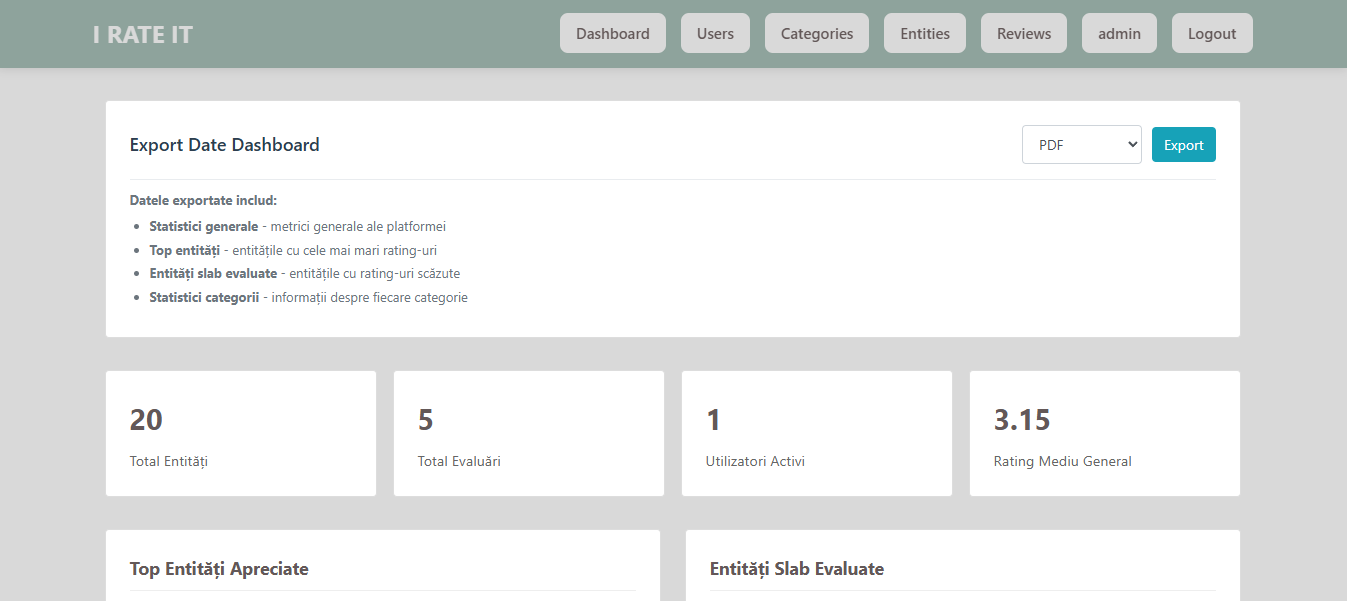 I RATE IT
Dashboard
Users
Categories
Entities
Reviews
admin
Logout
Export Date Dashboard
PDF
Export
Datele exportate includ:
Statistici generale - metrici generale ale platformei
Top entități - entitățile cu cele mai mari rating-uri
Entități slab evaluate - entitățile cu rating-uri scăzute
Statistici categorii - informații despre fiecare categorie
20
Total Entități
5
Total Evaluări
1
Utilizatori Activi
3.15
Rating Mediu General
Top Entități Apreciate
Entități Slab Evaluate